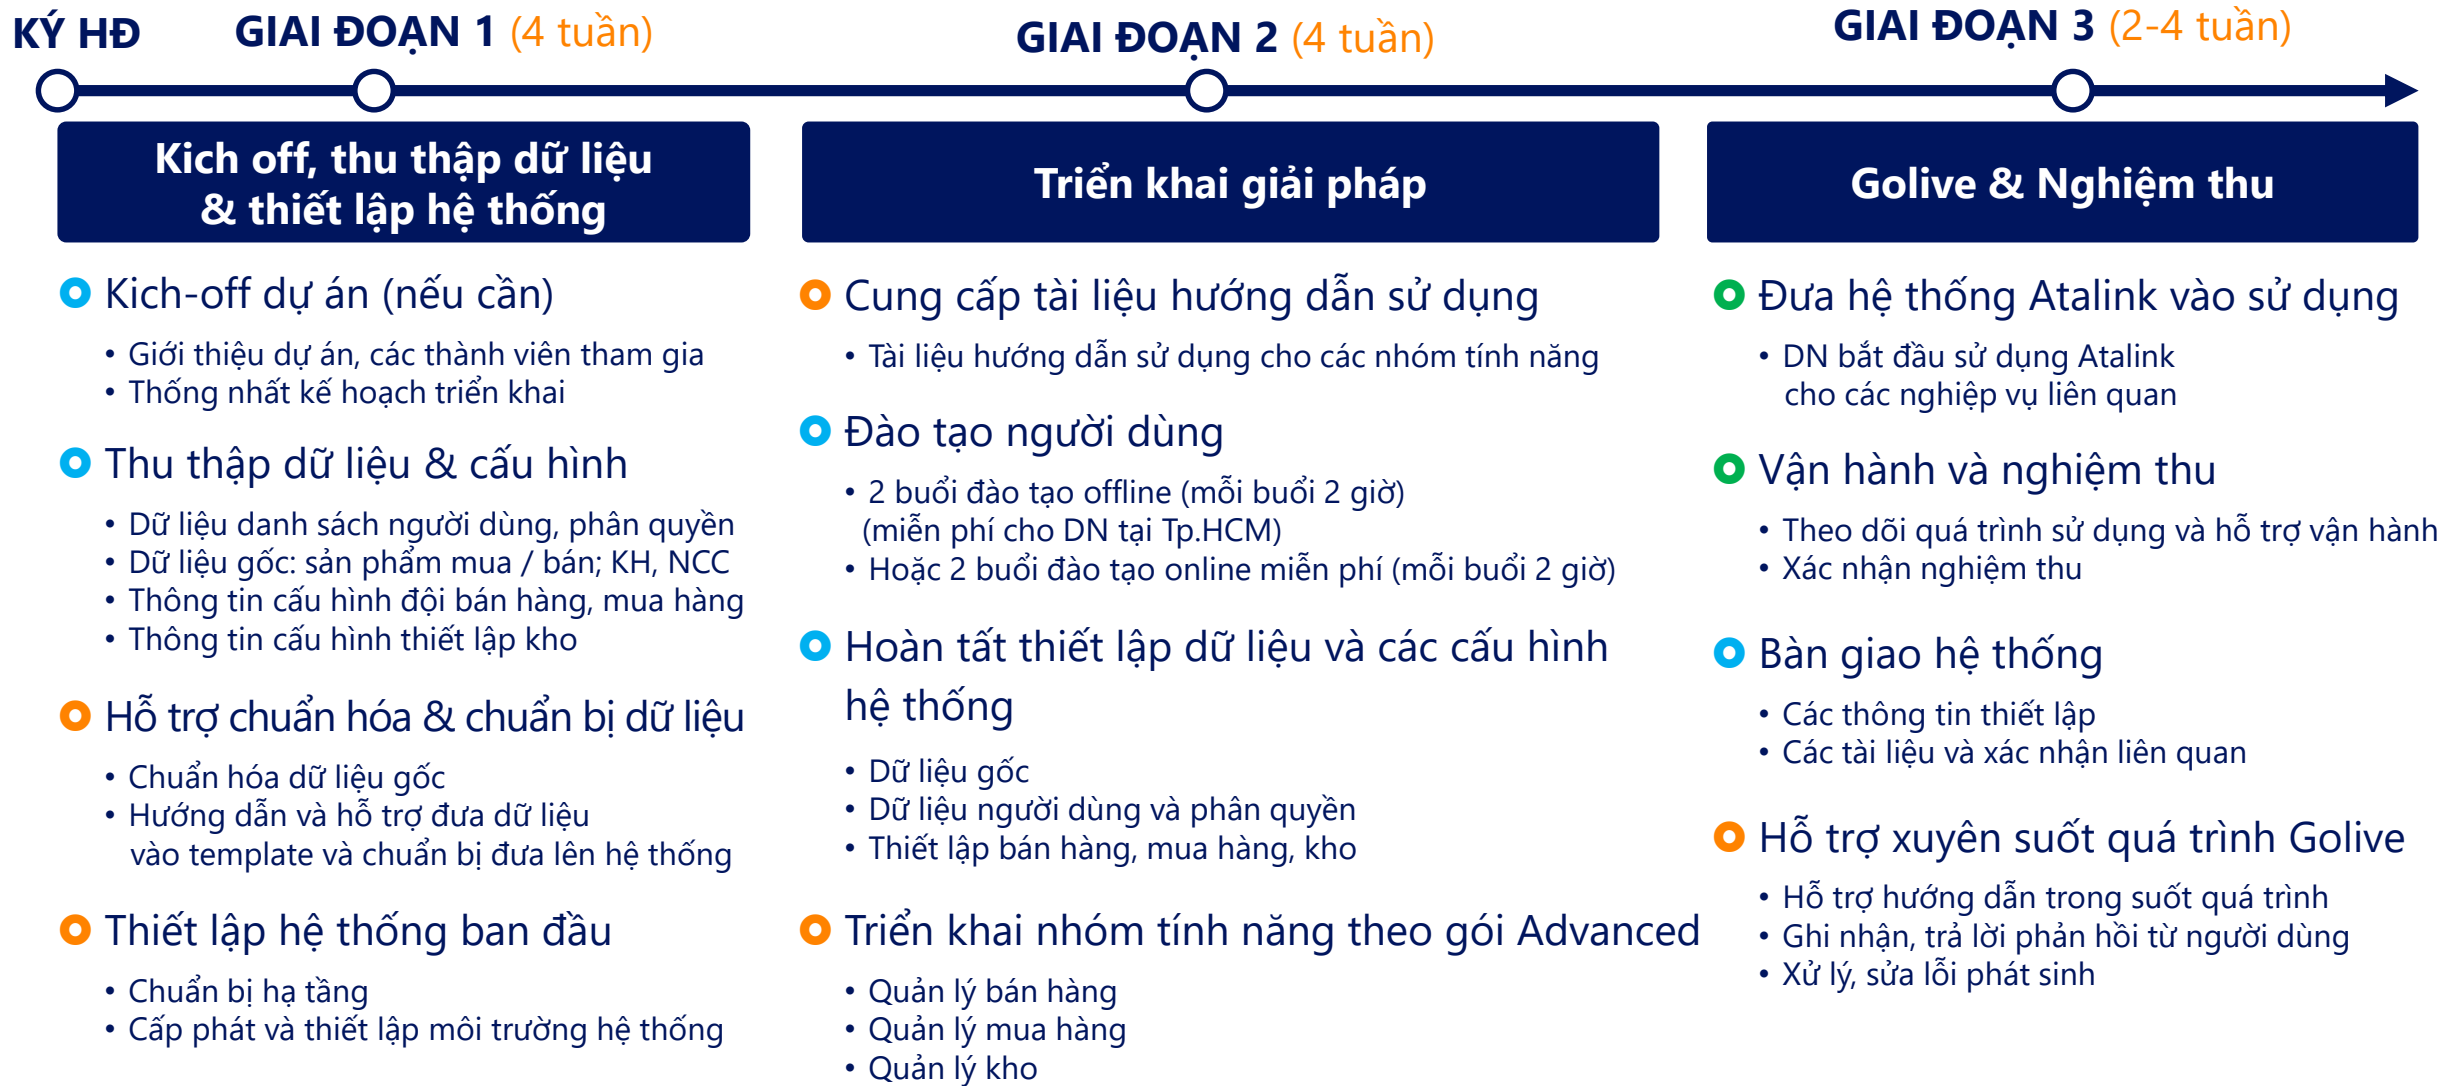 KÝ HĐ
GIAI ĐOẠN 1 (4 tuần)
GIAI ĐOẠN 2 (4 tuần)
GIAI ĐOẠN 3 (2-4 tuần)
Kich off, thu thập dữ liệu
& thiết lập hệ thống
• Kich-off dự án (nếu cần)
• Giới thiệu dự án, các thành viên tham gia
• Thống nhất kế hoạch triển khai
Thu thập dữ liệu & cấu hình
• Dữ liệu danh sách người dùng, phân quyền
• Dữ liệu gốc: sản phẩm mua / bán; KH, NCC
• Thông tin cấu hình đội bán hàng, mua hàng
• Thông tin cấu hình thiết lập kho
Hỗ trợ chuẩn hóa & chuẩn bị dữ liệu
• Chuẩn hóa dữ liệu gốc
• Hướng dẫn và hỗ trợ đưa dữ liệu
vào template và chuẩn bị đưa lên hệ thống
Thiết lập hệ thống ban đầu
• Chuẩn bị hạ tầng
• Cấp phát và thiết lập môi trường hệ thống
Triển khai giải pháp
Cung cấp tài liệu hướng dẫn sử dụng
• Tài liệu hướng dẫn sử dụng cho các nhóm tính năng
Đào tạo người dùng
• 2 buổi đào tạo offline (mỗi buổi 2 giờ)
(miễn phí cho DN tại Tp.HCM)
• Hoặc 2 buổi đào tạo online miễn phí (mỗi buổi 2 giờ)
Hoàn tất thiết lập dữ liệu và các cấu hình
hệ thống
• Dữ liệu gốc
• Dữ liệu người dùng và phân quyền
• Thiết lập bán hàng, mua hàng, kho
Triển khai nhóm tính năng theo gói Advanced
• Quản lý bán hàng
• Quản lý mua hàng
• Quản lý kho
Golive & Nghiệm thu
Đưa hệ thống Atalink vào sử dụng
• DN bắt đầu sử dụng Atalink
cho các nghiệp vụ liên quan
Vận hành và nghiệm thu
• Theo dõi quá trình sử dụng và hỗ trợ vận hành
• Xác nhận nghiệm thu
Bàn giao hệ thống
• Các thông tin thiết lập
• Các tài liệu và xác nhận liên quan
Hỗ trợ xuyên suốt quá trình Golive
• Hỗ trợ hướng dẫn trong suốt quá trình
• Ghi nhận, trả lời phản hồi từ người dùng
• Xử lý, sửa lỗi phát sinh